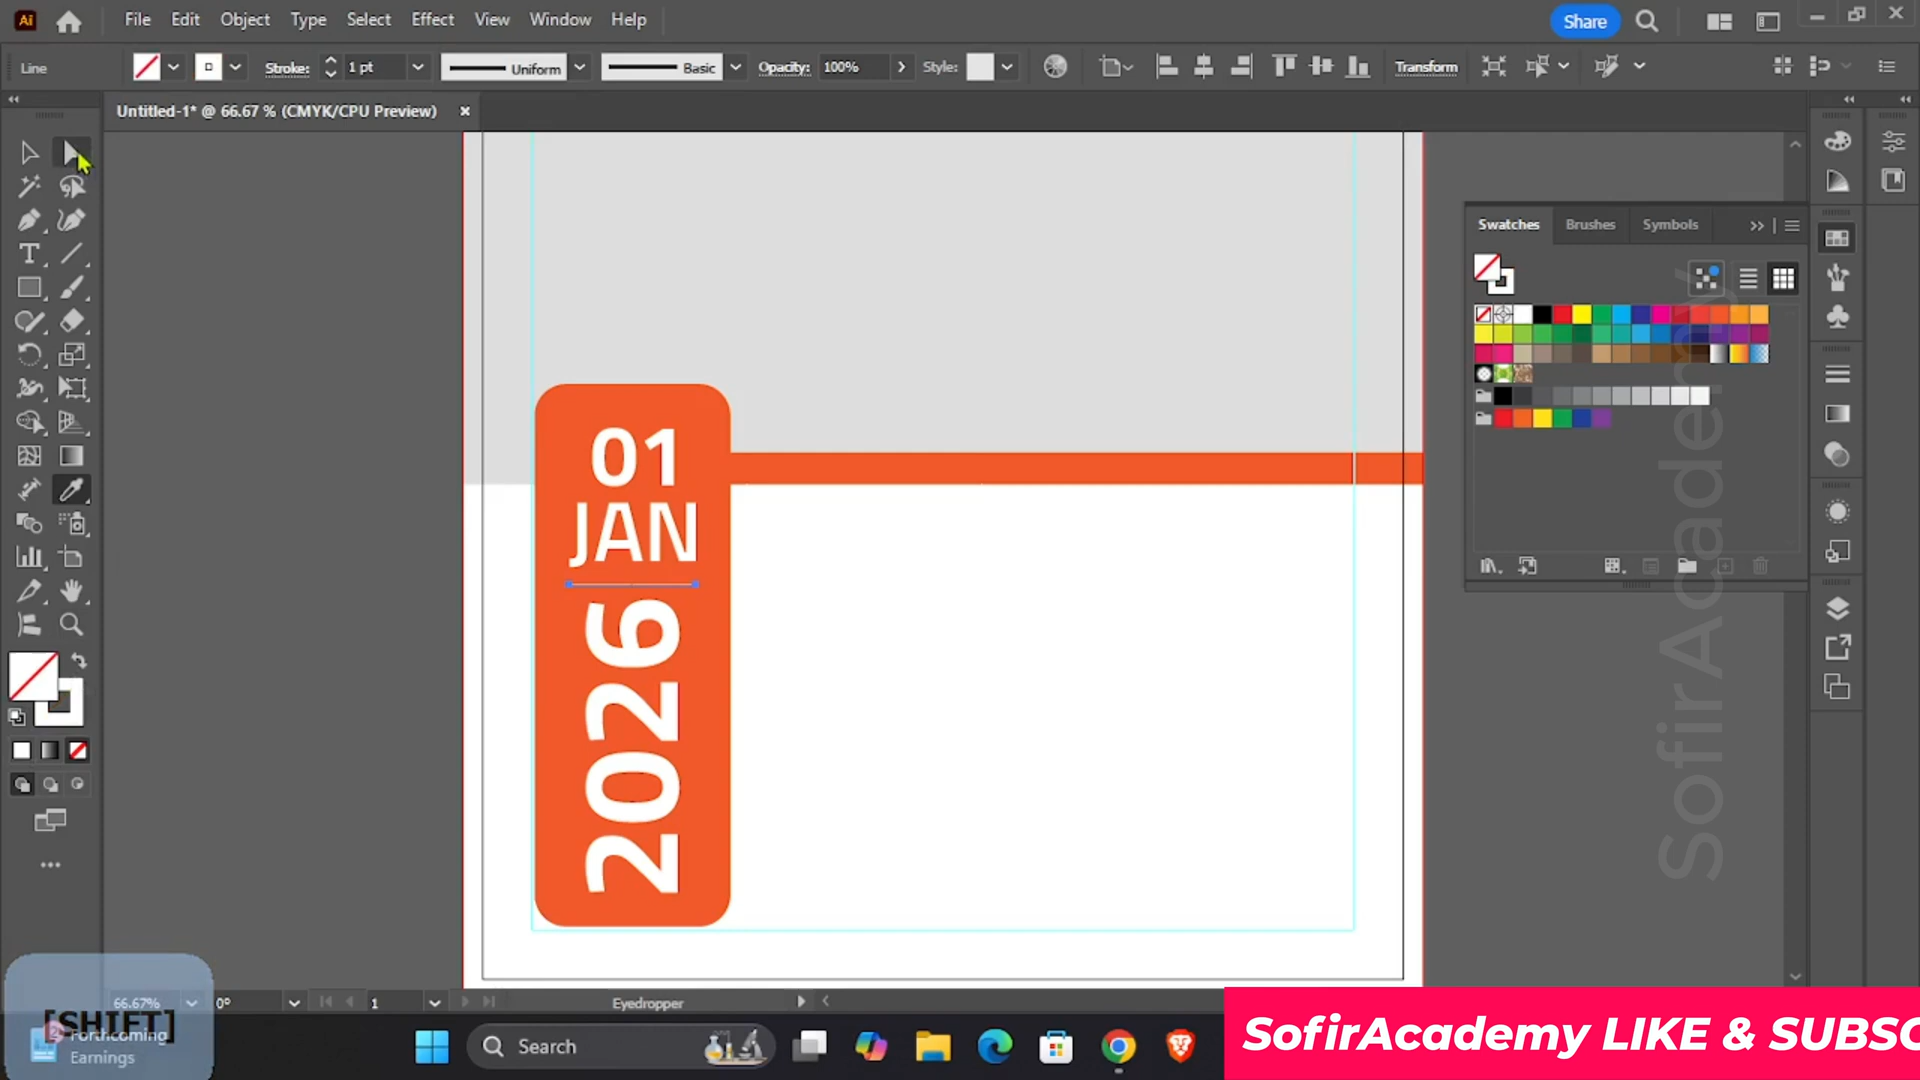 Ai File Edit Object Type Select Effect View Window Help Share
Line Stroke: 1 pt Uniform Basic Opacity: 100% Style: Transform
Untitled-1* @ 66.67 % (CMYK/CPU Preview)
Swatches Brushes Symbols
01
JAN
2026
SofirAcademy
66.67% 0° 1 Eyedropper
[SHIFT]
Forthcoming
Earnings
Search
SofirAcademy LIKE & SUBSC